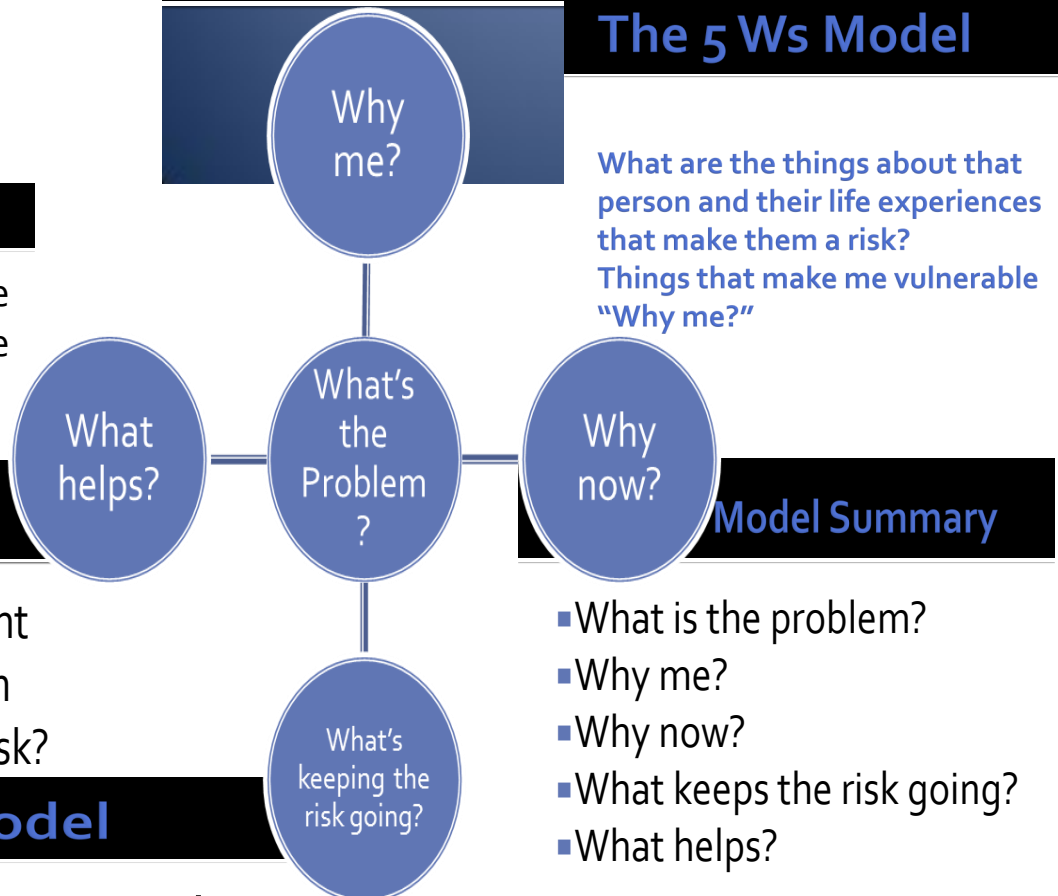 The 5 Ws Model
Why
me?
What are the things about that
person and their life experiences
that make them a risk?
Things that make me vulnerable
“Why me?”
e
e
What
helps?
What's
the
Problem
?
Why
now?
Model Summary
nt
n
sk?
odel
What's
keeping the
risk going?
▪What is the problem?
▪Why me?
▪Why now?
▪What keeps the risk going?
▪What helps?